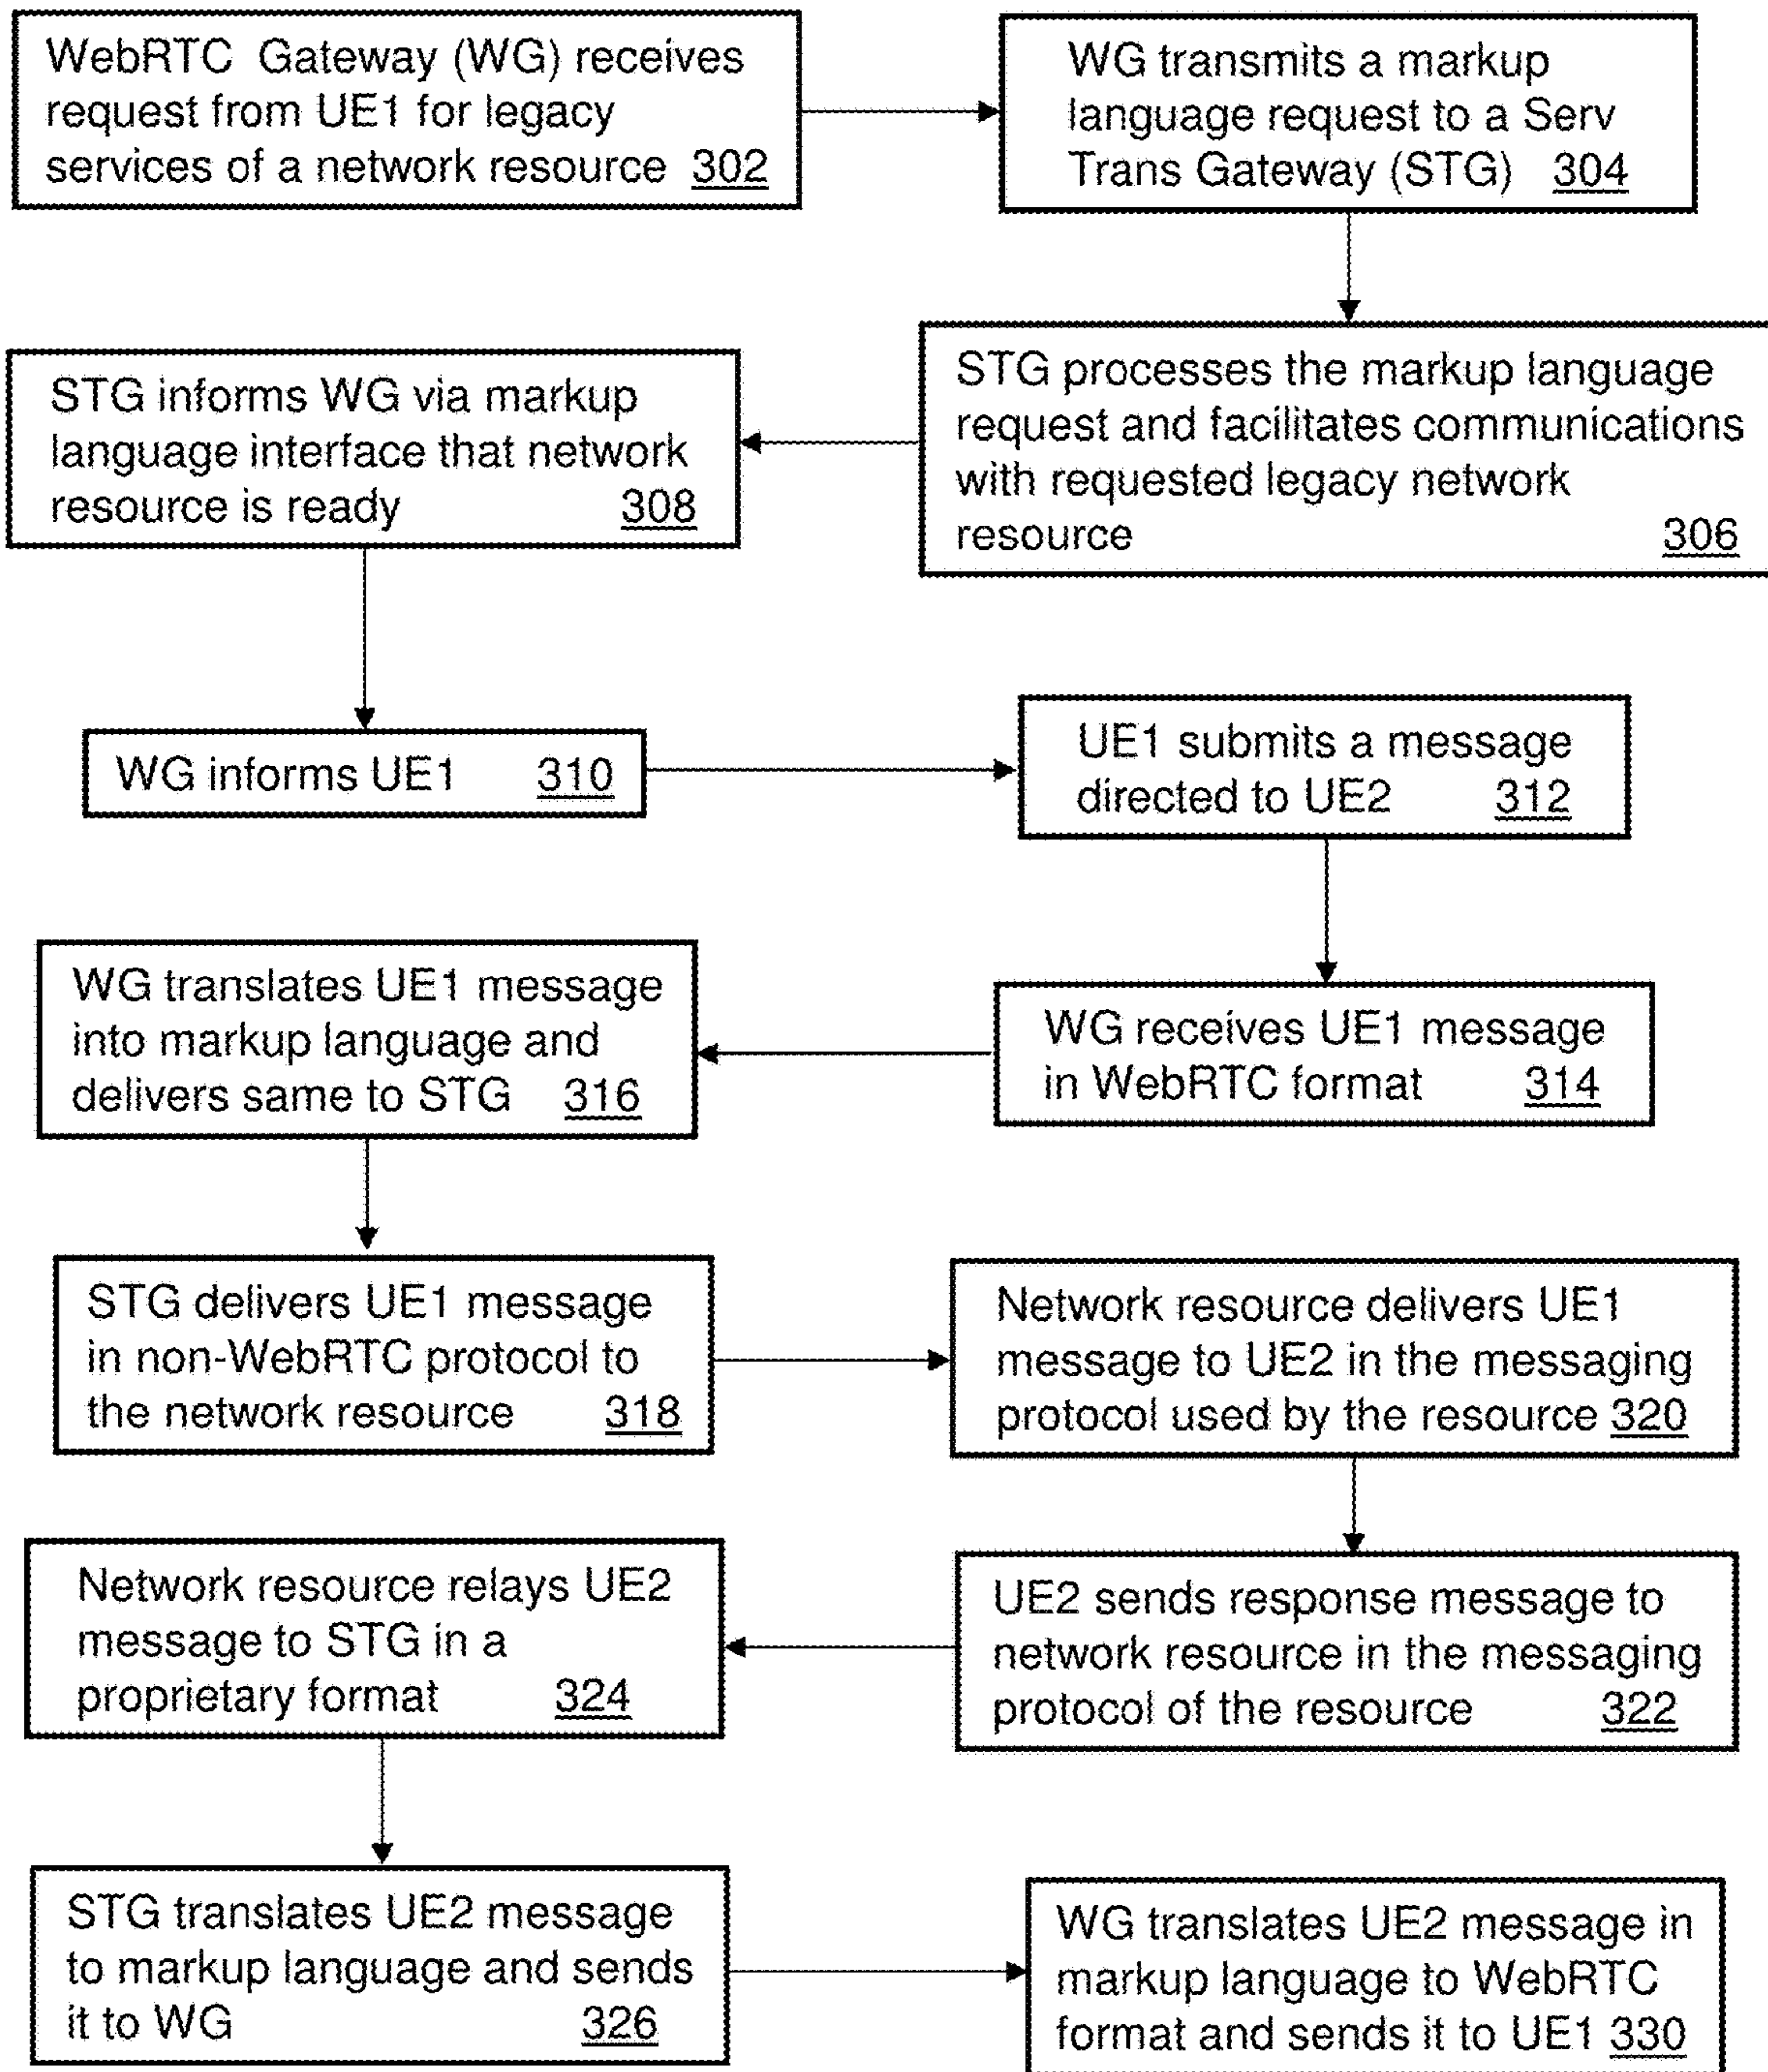 WebRTC Gateway (WG) receives
request from UE1 for legacy
services of a network resource 302
WG transmits a markup
language request to a Serv
Trans Gateway (STG) 304
STG processes the markup language
request and facilitates communications
with requested legacy network
resource 306
STG informs WG via markup
language interface that network
resource is ready 308
WG informs UE1 310
UE1 submits a message
directed to UE2 312
WG receives UE1 message
in WebRTC format 314
WG translates UE1 message
into markup language and
delivers same to STG 316
STG delivers UE1 message
in non-WebRTC protocol to
the network resource 318
Network resource delivers UE1
message to UE2 in the messaging
protocol used by the resource 320
UE2 sends response message to
network resource in the messaging
protocol of the resource 322
Network resource relays UE2
message to STG in a
proprietary format 324
STG translates UE2 message
to markup language and sends
it to WG 326
WG translates UE2 message in
markup language to WebRTC
format and sends it to UE1 330